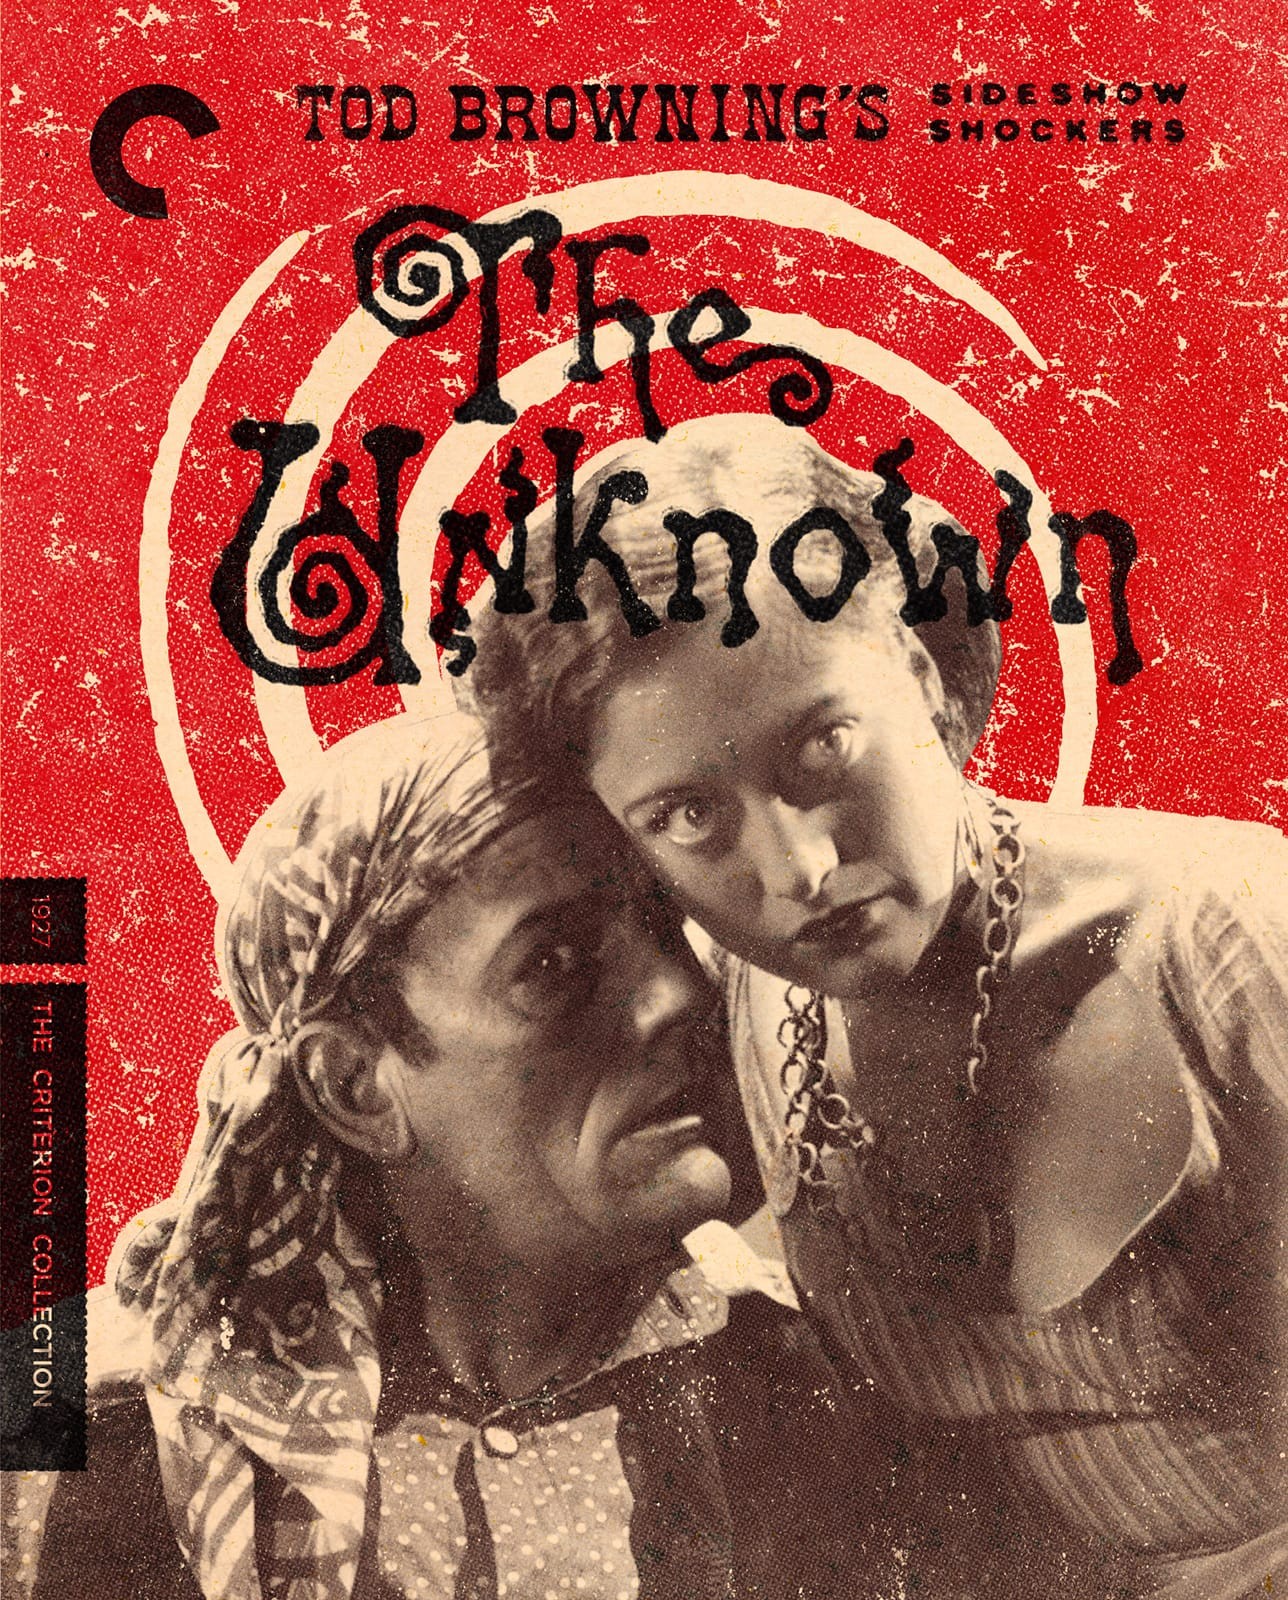 TOD BROWNING'S
SIDESHOW
SHOCKERS
The
Unknown
1927
THE CRITERION COLLECTION